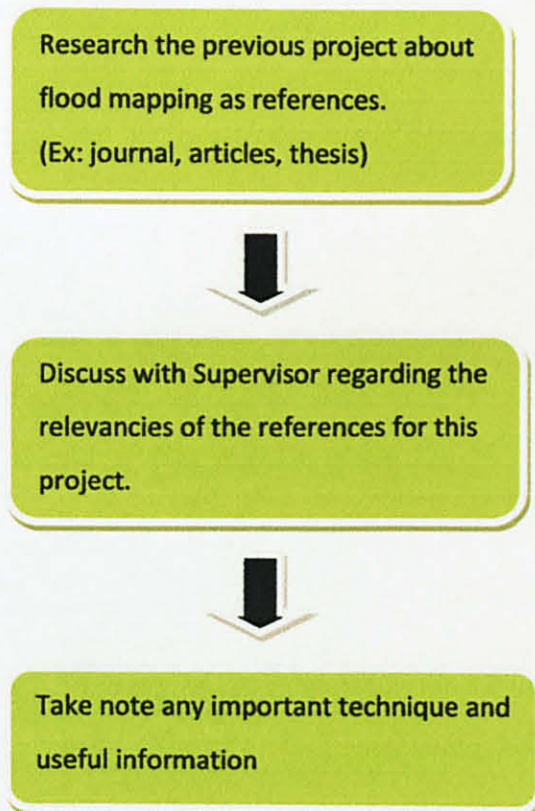 Research the previous project about
flood mapping as references.
(Ex: journal, articles, thesis)
Discuss with Supervisor regarding the
relevancies of the references for this
project.
Take note any important technique and
useful information